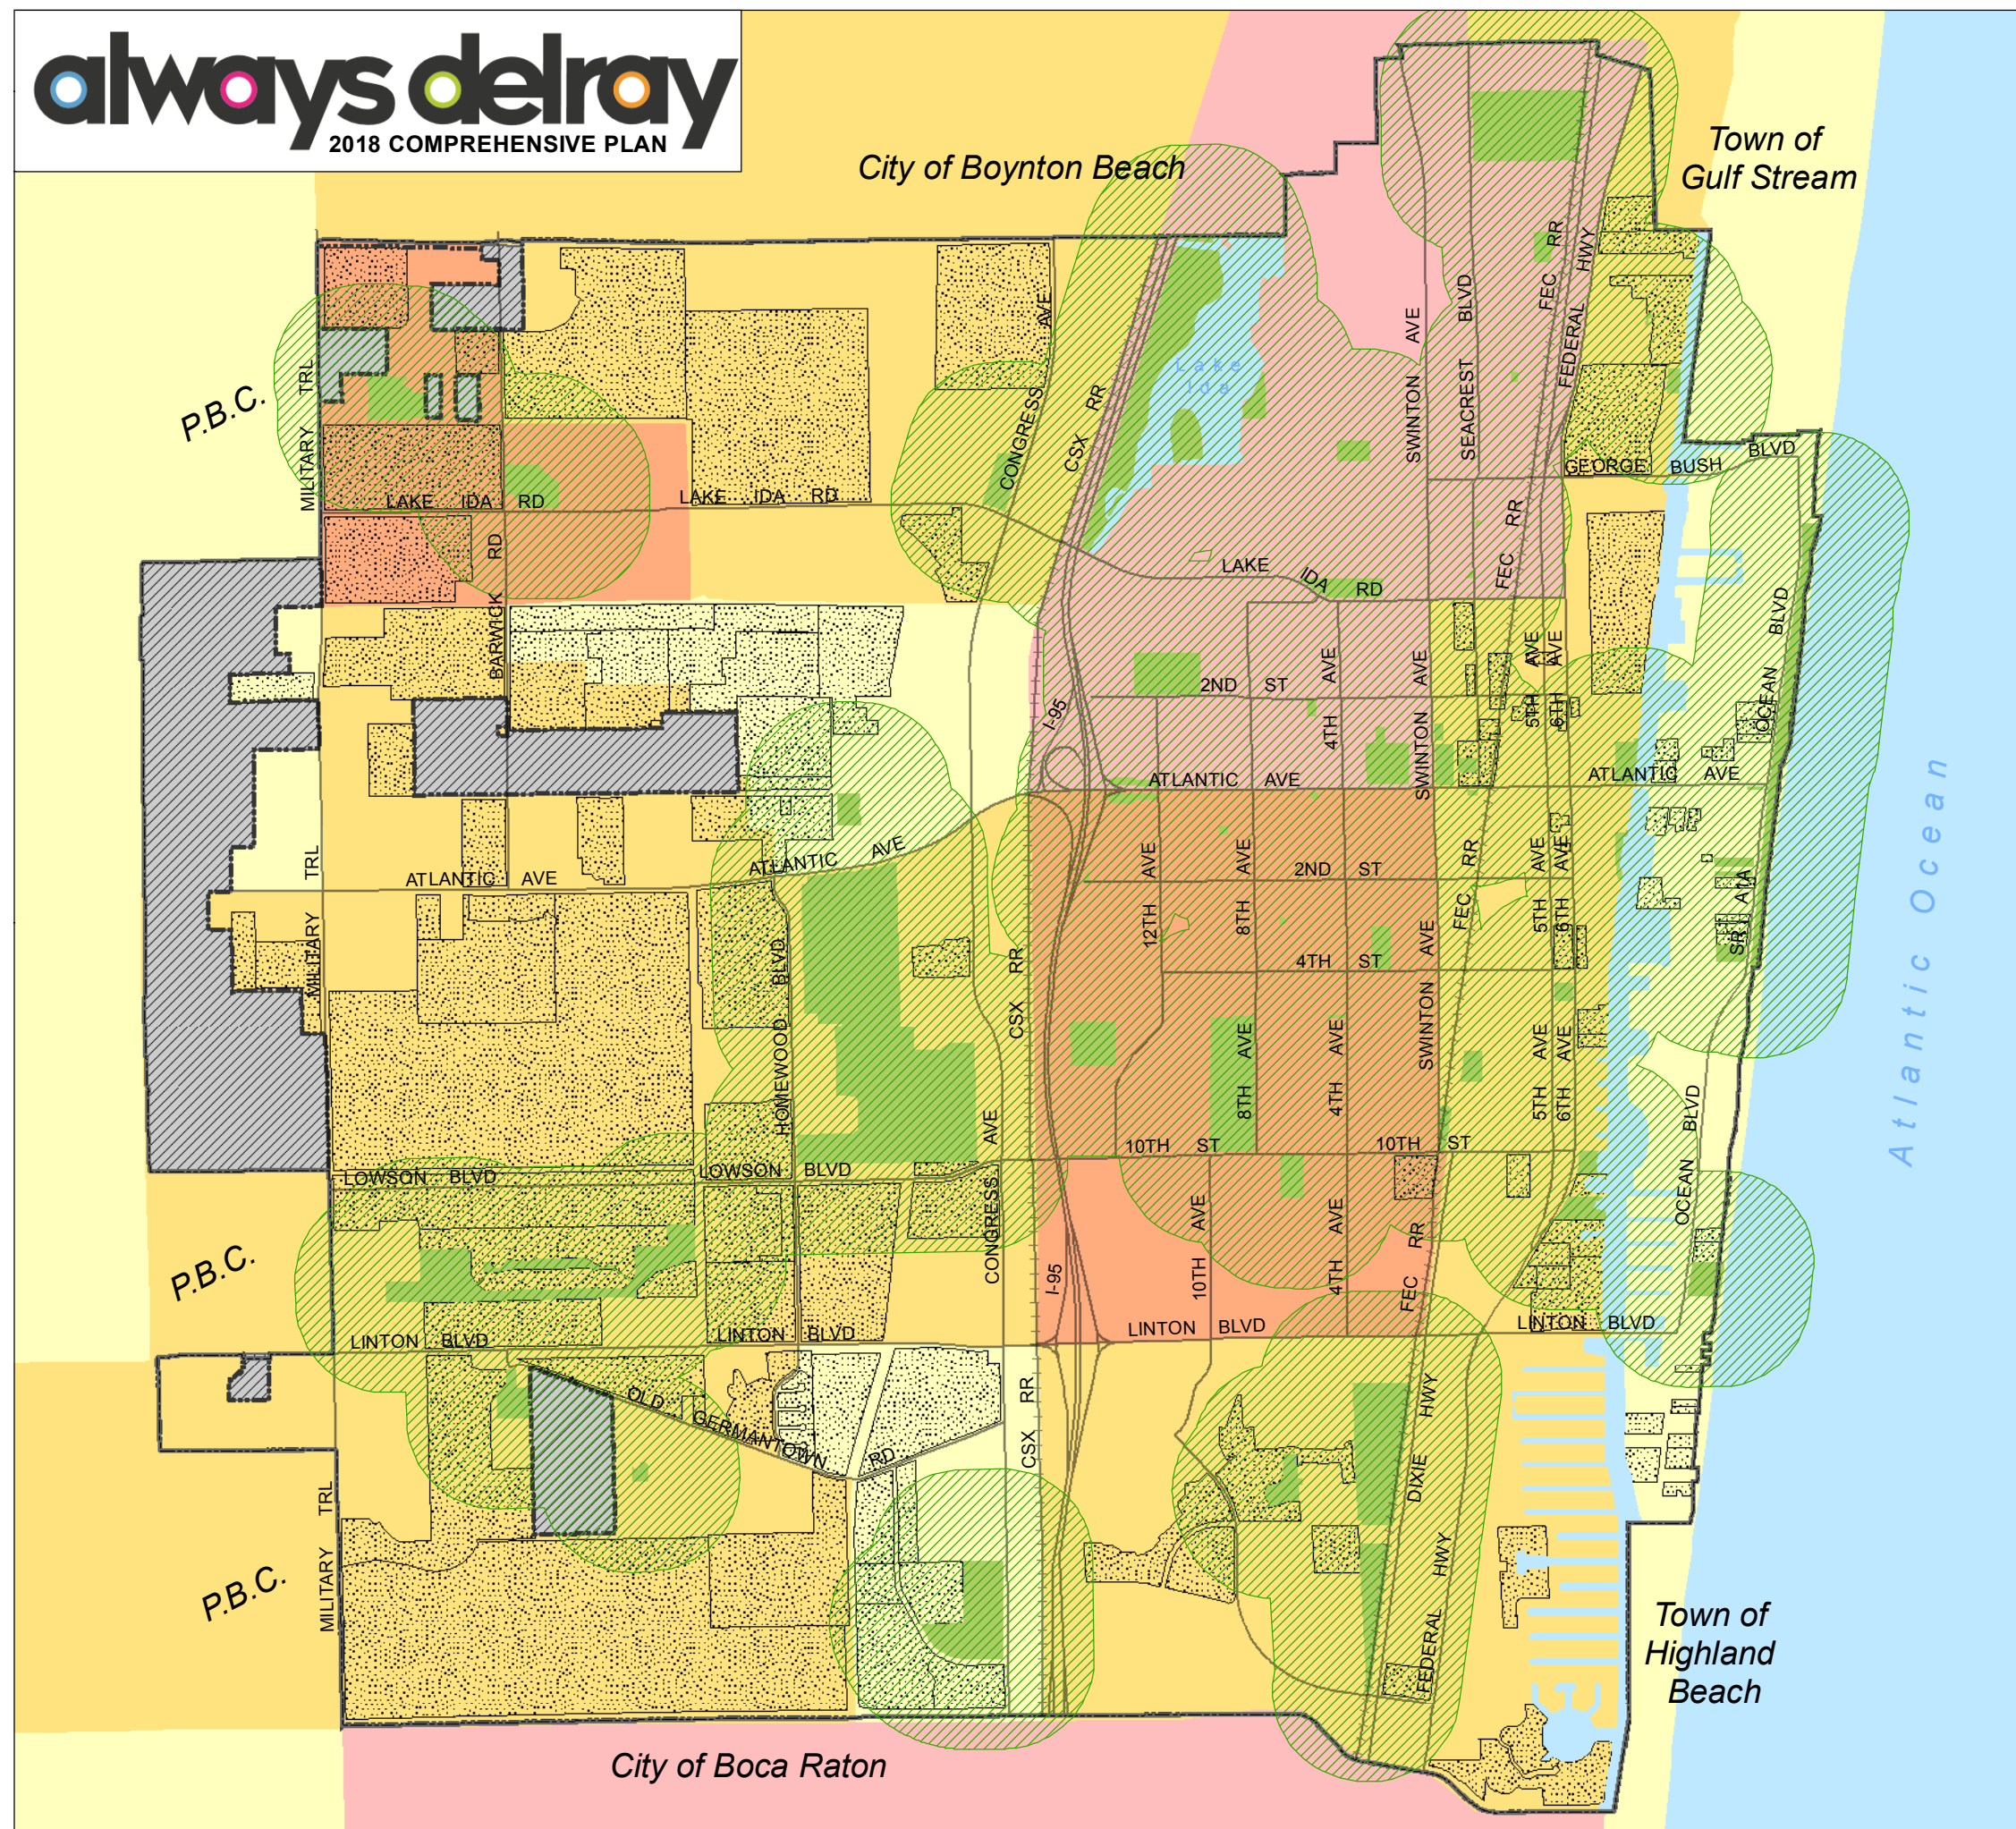 always delray
2018 COMPREHENSIVE PLAN
City of Boynton Beach
Town of
Gulf Stream
P.B.C.
MILITARY TRL
LAKE IDA RD
LAKE IDA RD
BARWICK RD
CONGRESS AVE
CSX RR
Lake
Ida
SWINTON AVE
SEACREST BLVD
FEC RR
FEDERAL HWY
GEORGE BUSH BLVD
LAKE IDA RD
FEC RR
I-95
2ND ST
4TH AVE
SWINTON AVE
5TH AVE
6TH AVE
OCEAN BLVD
ATLANTIC AVE
ATLANTIC AVE
ATLANTIC AVE
ATLANTIC AVE
MILITARY TRL
HOMEWOOD BLVD
CSX RR
12TH AVE
8TH AVE
2ND ST
4TH ST
FEC RR
SWINTON AVE
5TH AVE
6TH AVE
SR A1A
Atlantic Ocean
8TH AVE
4TH AVE
SWINTON AVE
5TH AVE
6TH AVE
10TH ST
10TH ST
LOWSON BLVD
LOWSON BLVD
CONGRESS AVE
OCEAN BLVD
P.B.C.
I-95
10TH AVE
4TH AVE
FEC RR
LINTON BLVD
LINTON BLVD
LINTON BLVD
LINTON BLVD
OLD GERMANTOWN RD
CSX RR
DIXIE HWY
FEDERAL HWY
MILITARY TRL
P.B.C.
Town of
Highland
Beach
City of Boca Raton